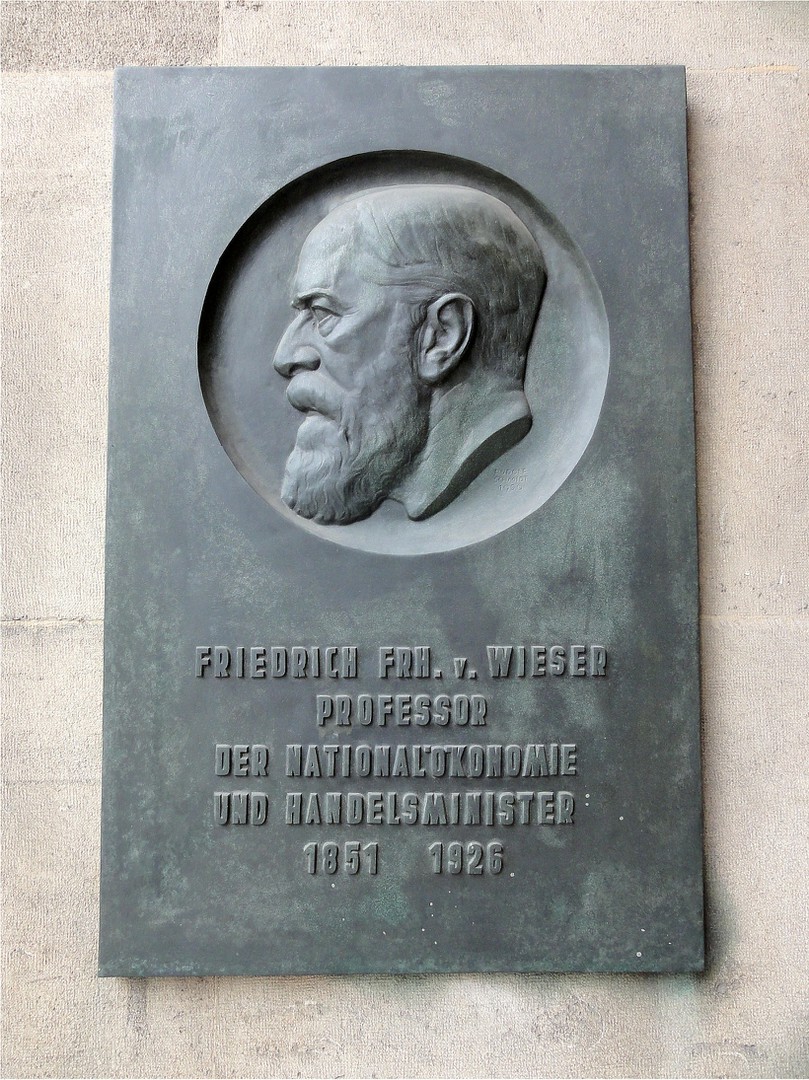 FRIEDRICH FRH. v. WIESER
PROFESSOR
DER NATIONALÖKONOMIE
UND HANDELSMINISTER
1851 1926